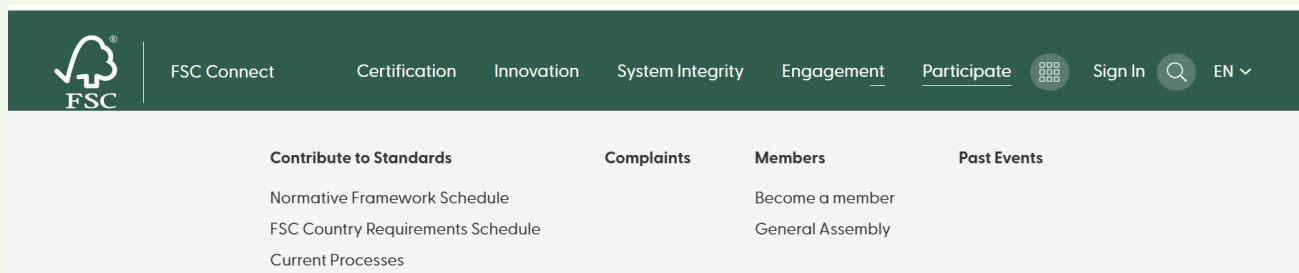 FSC®
FSC Connect
Certification
Innovation
System Integrity
Engagement
Participate
Sign In
EN
Contribute to Standards
Normative Framework Schedule
FSC Country Requirements Schedule
Current Processes
Complaints
Members
Become a member
General Assembly
Past Events